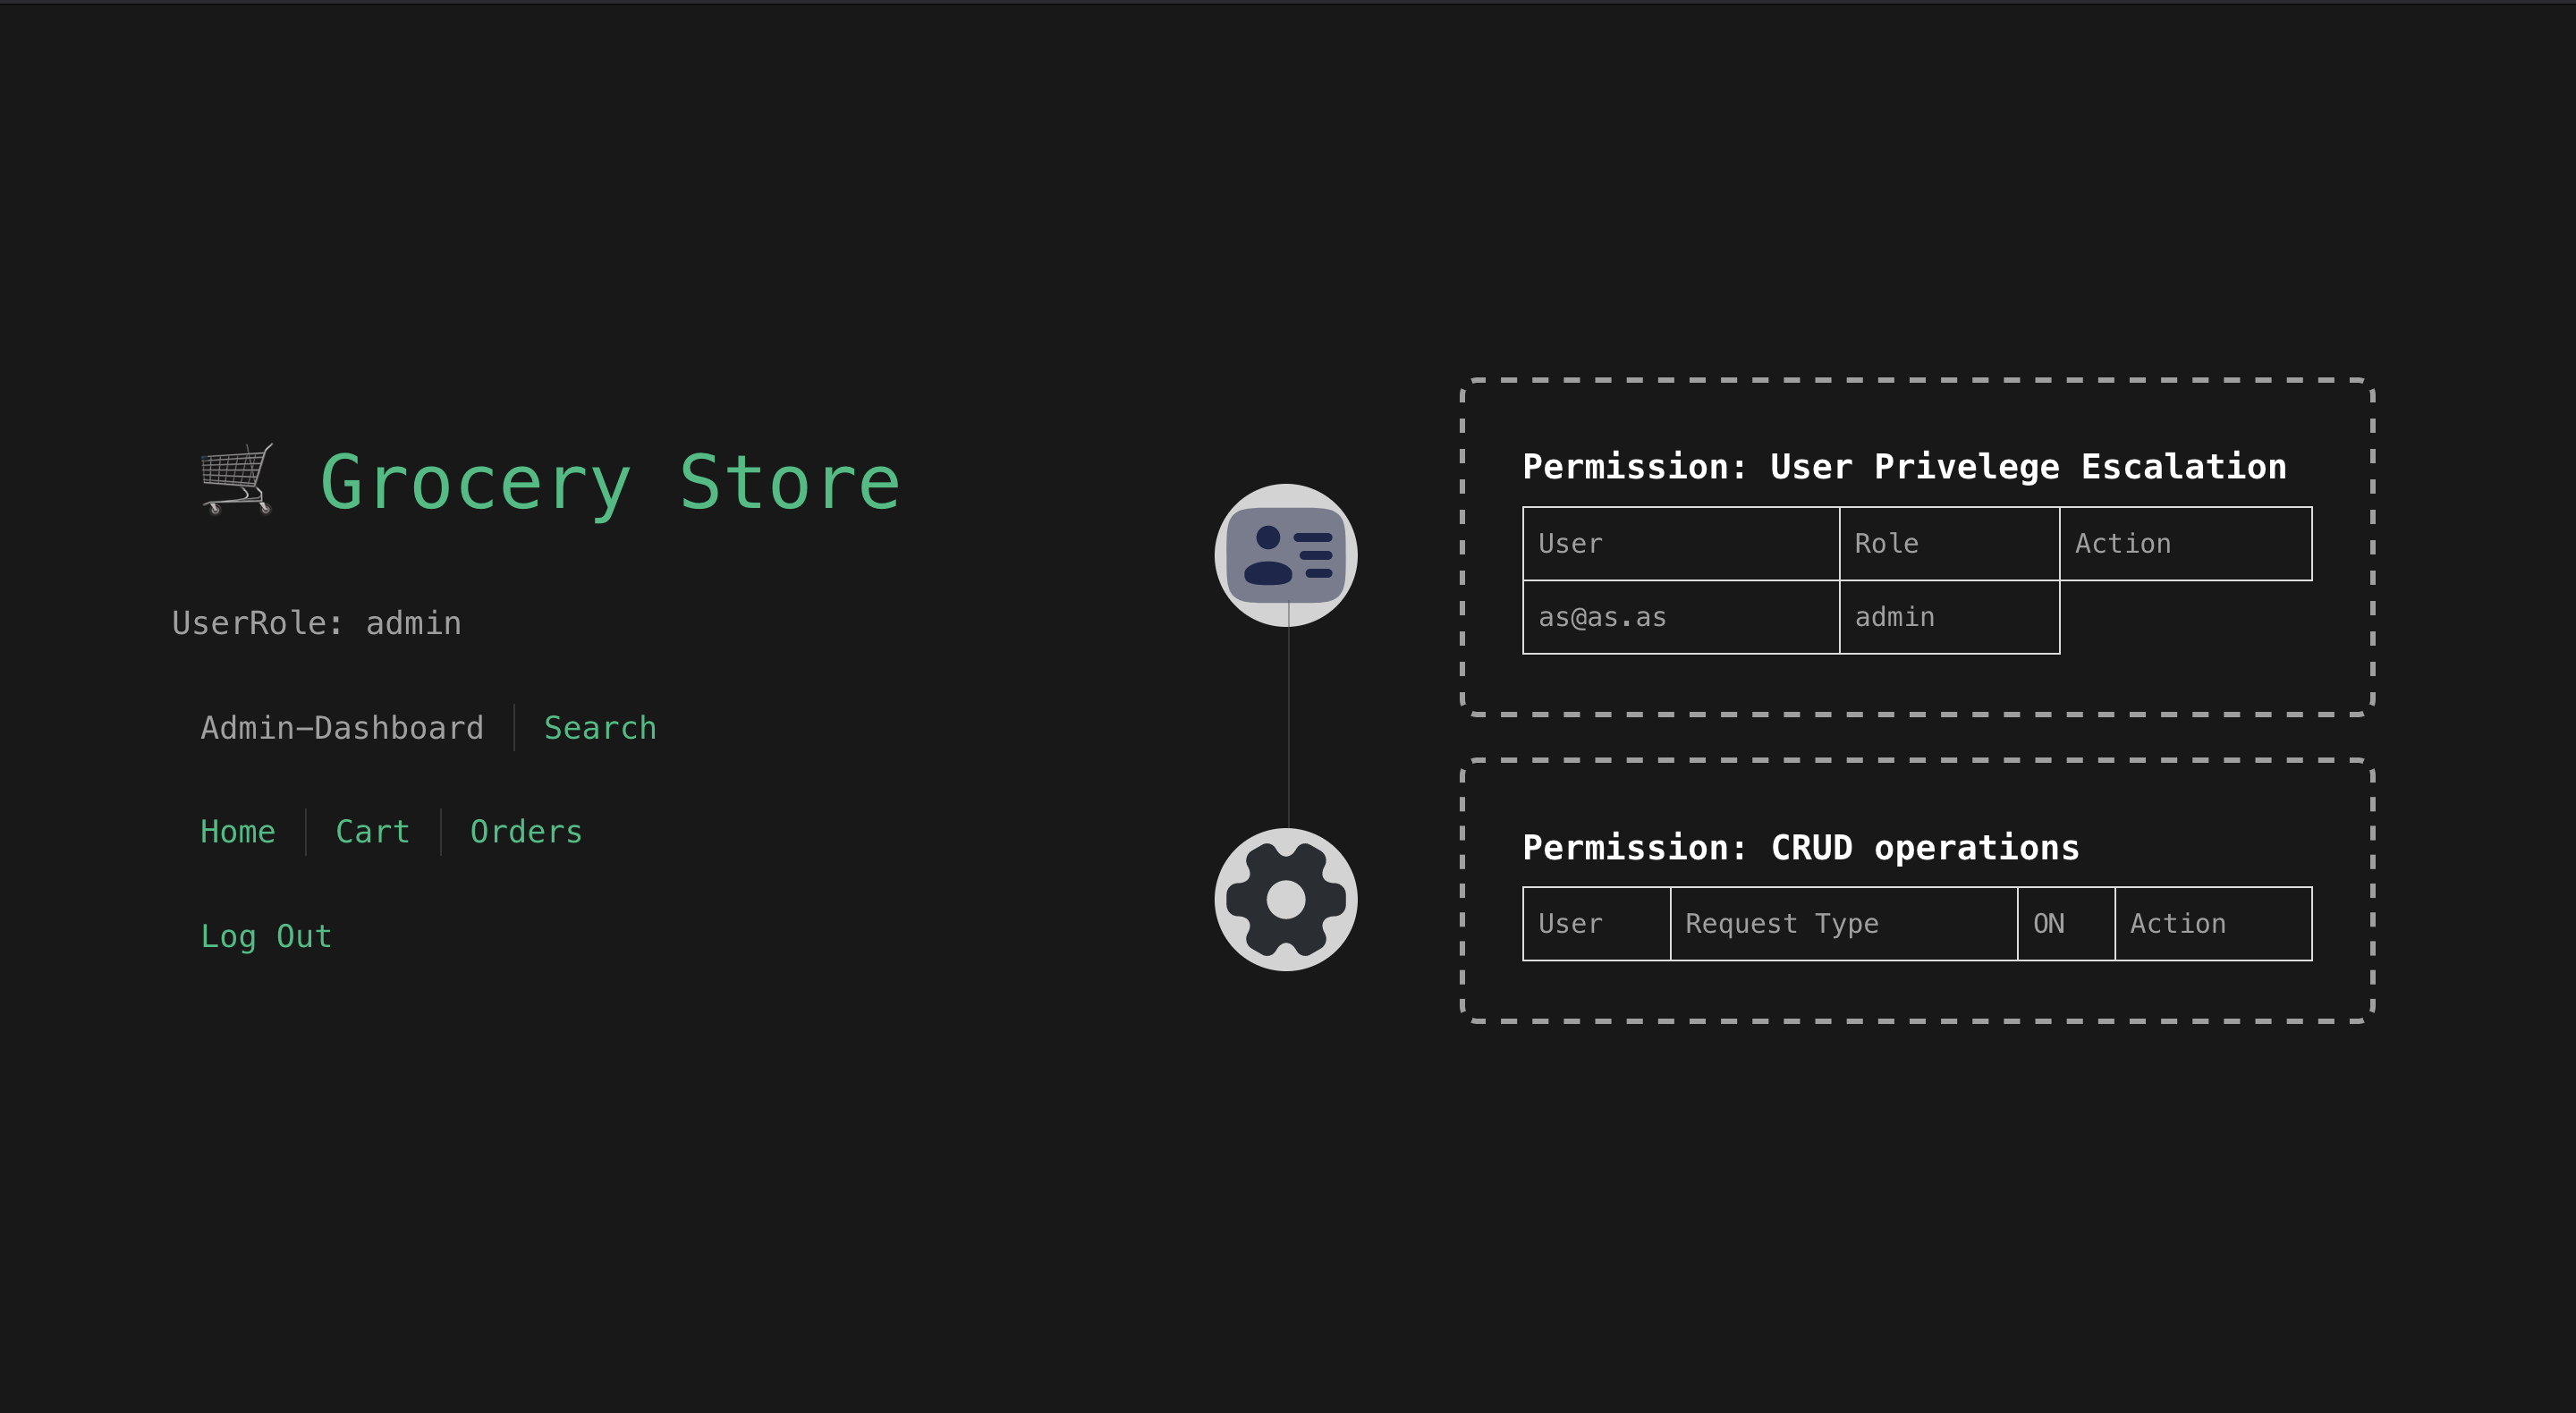 Grocery Store
UserRole: admin
Admin-Dashboard Search
Home Cart Orders
Log Out
Permission: User Privelege Escalation
User Role Action
as@as.as admin
Permission: CRUD operations
User Request Type ON Action